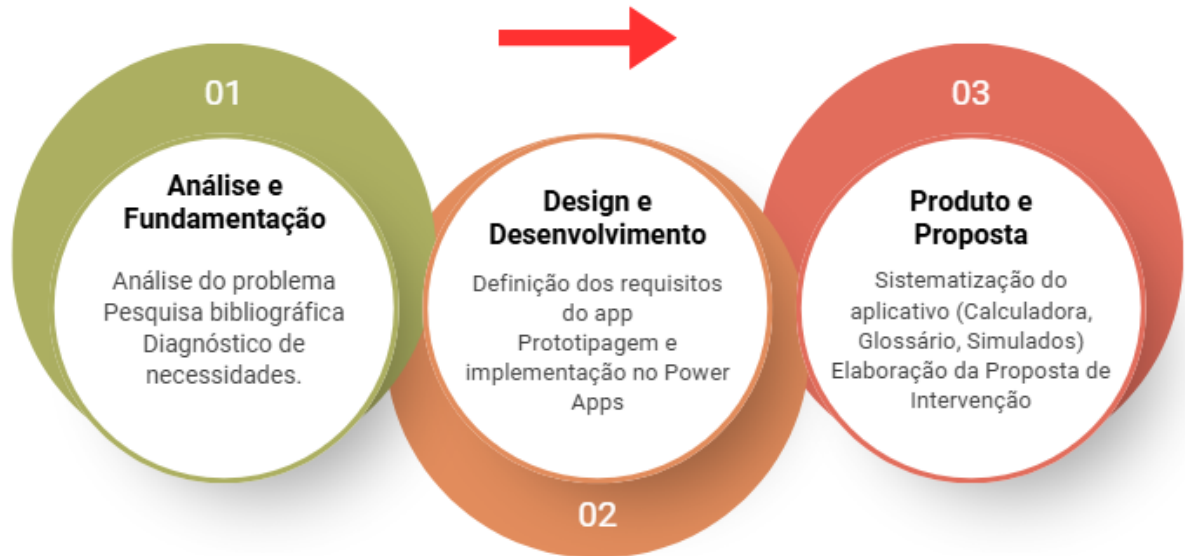 01
Análise e
Fundamentação
Análise do problema
Pesquisa bibliográfica
Diagnóstico de
necessidades.
Design e
Desenvolvimento
Definição dos requisitos
do app
Prototipagem e
implementação no Power
Apps
02
03
Produto e
Proposta
Sistematização do
aplicativo (Calculadora,
Glossário, Simulados)
Elaboração da Proposta de
Intervenção